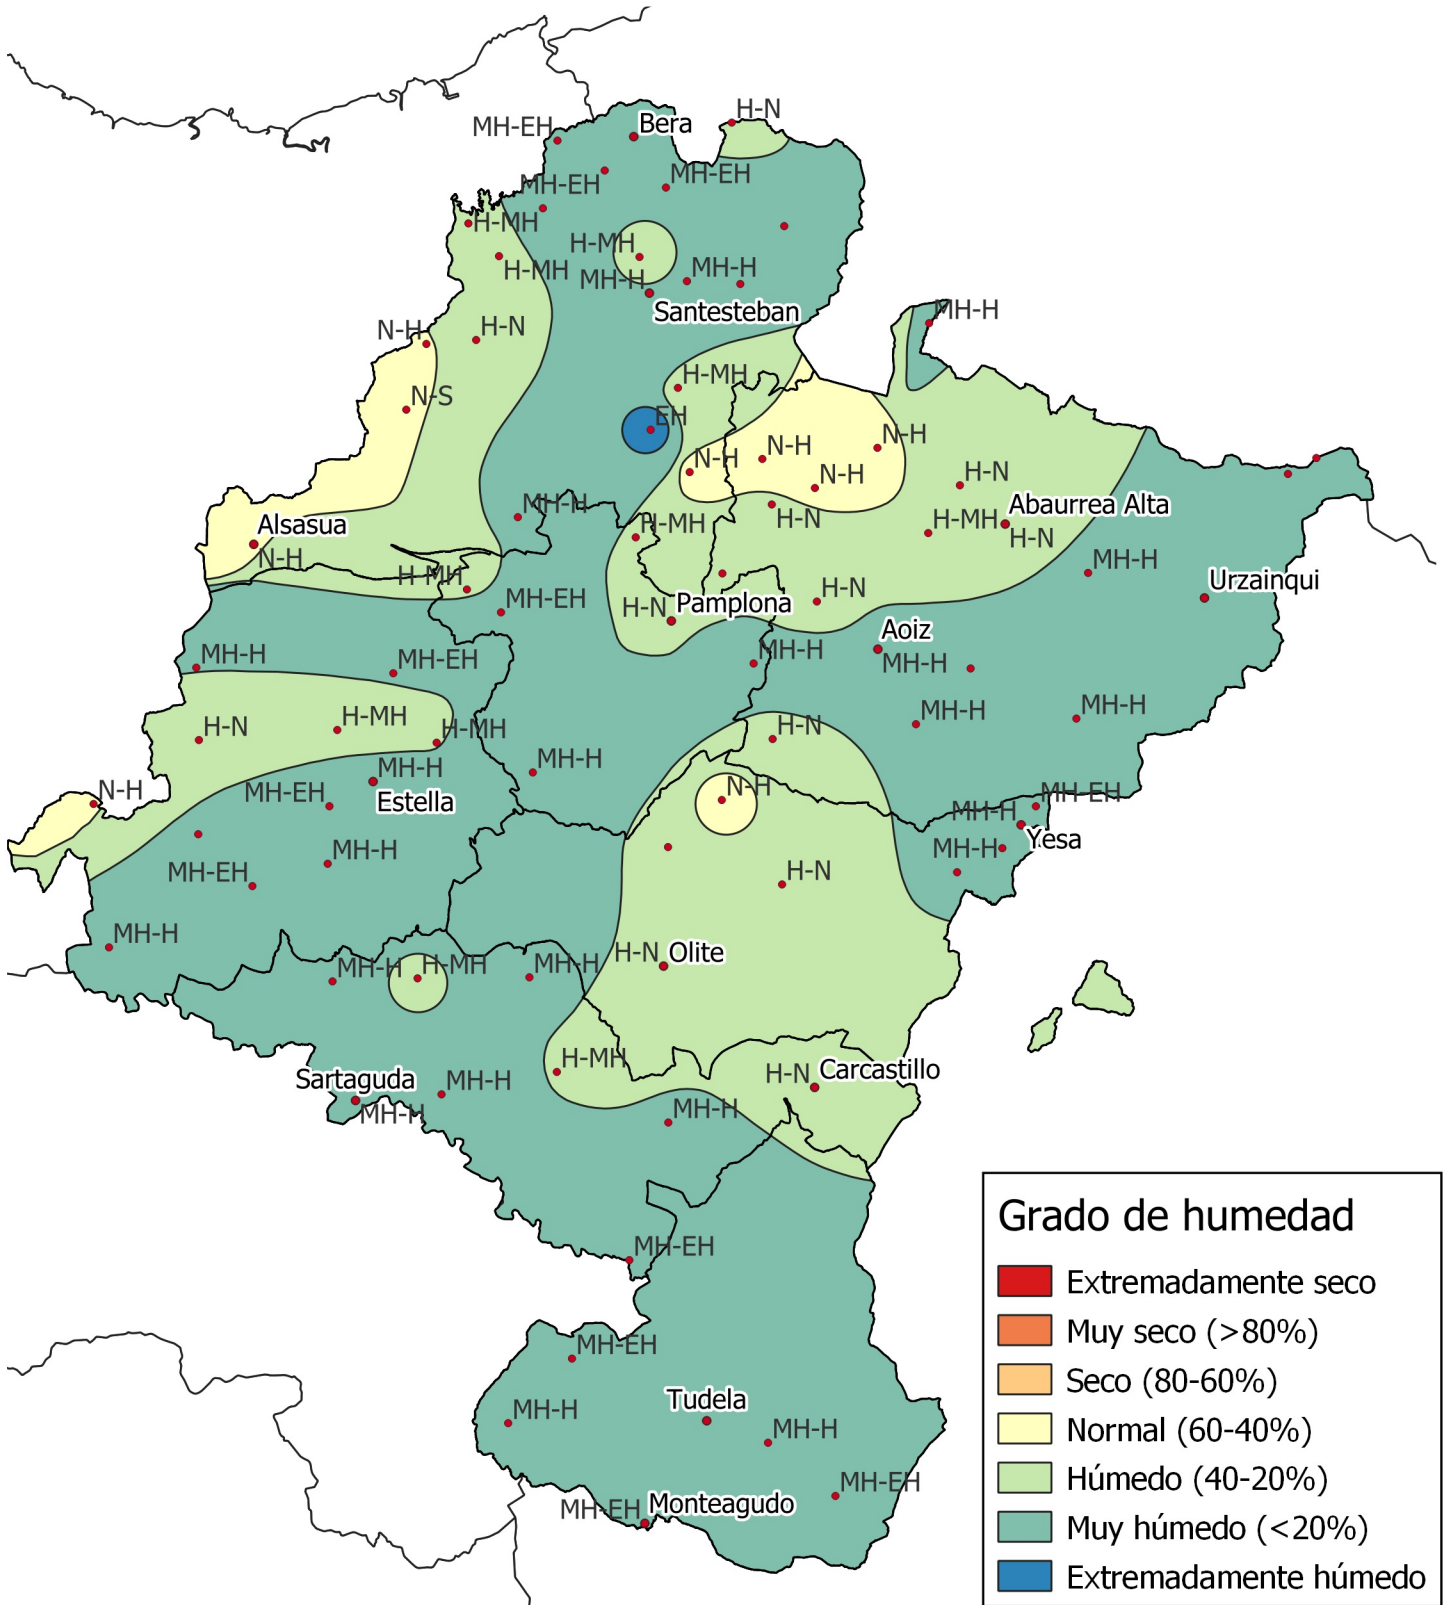 H-N
MH-EH
Bera
MH-EH
MH-EH
H-MH
H-MH
H-MH
MH-H
MH-H
Santesteban
MH-H
N-H
H-N
H-MH
N-S
EH
N-H
N-H
N-H
N-H
H-N
MH-H
H-N
H-MH
Abaurrea Alta
H-MH
H-N
Alsasua
N-H
MH-H
H-MH
Urzainqui
MH-EH
H-N
Pamplona
H-N
Aoiz
MH-H
MH-H
MH-EH
MH-H
H-N
H-MH
H-MH
H-N
MH-H
MH-H
MH-H
MH-H
Estella
N-H
MH-EH
N-H
MH-EH
MH-H
Yesa
MH-H
MH-H
MH-EH
H-N
MH-H
H-N
Olite
MH-H
H-MH
MH-H
H-MH
H-N
Carcastillo
Sartaguda
MH-H
MH-H
MH-H
MH-EH
MH-EH
MH-H
Tudela
MH-H
MH-EH
MH-EH
Monteagudo
Grado de humedad
Extremadamente seco
Muy seco (>80%)
Seco (80-60%)
Normal (60-40%)
Húmedo (40-20%)
Muy húmedo (<20%)
Extremadamente húmedo